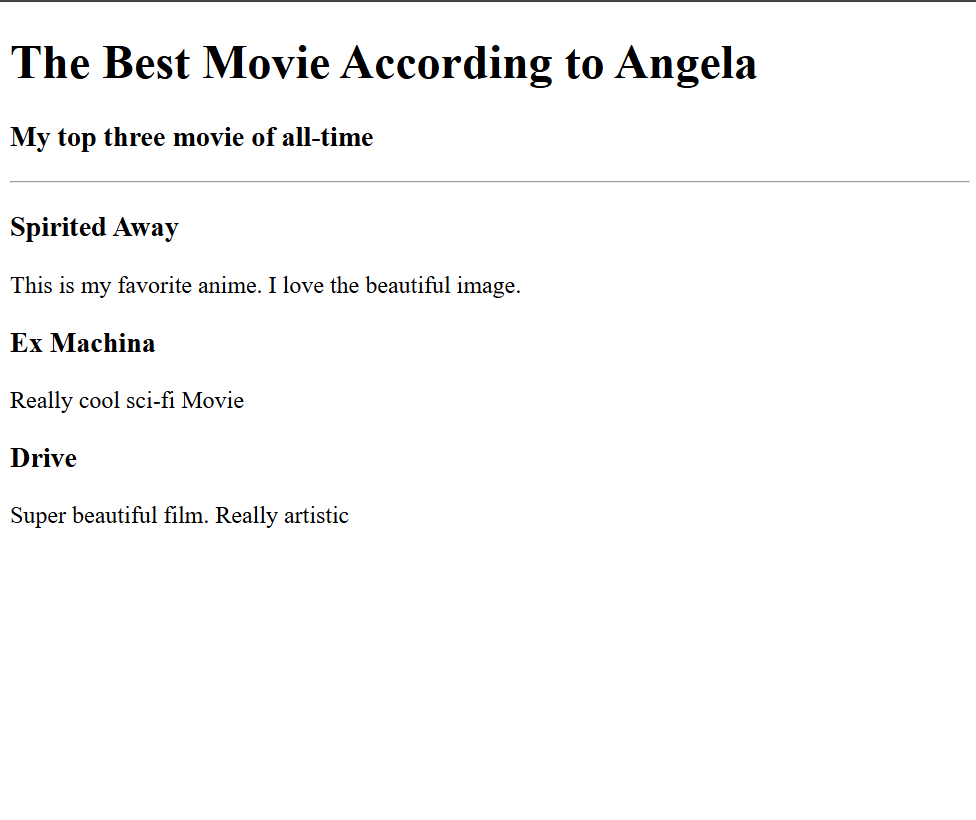 The Best Movie According to Angela
My top three movie of all-time
Spirited Away
This is my favorite anime. I love the beautiful image.
Ex Machina
Really cool sci-fi Movie
Drive
Super beautiful film. Really artistic